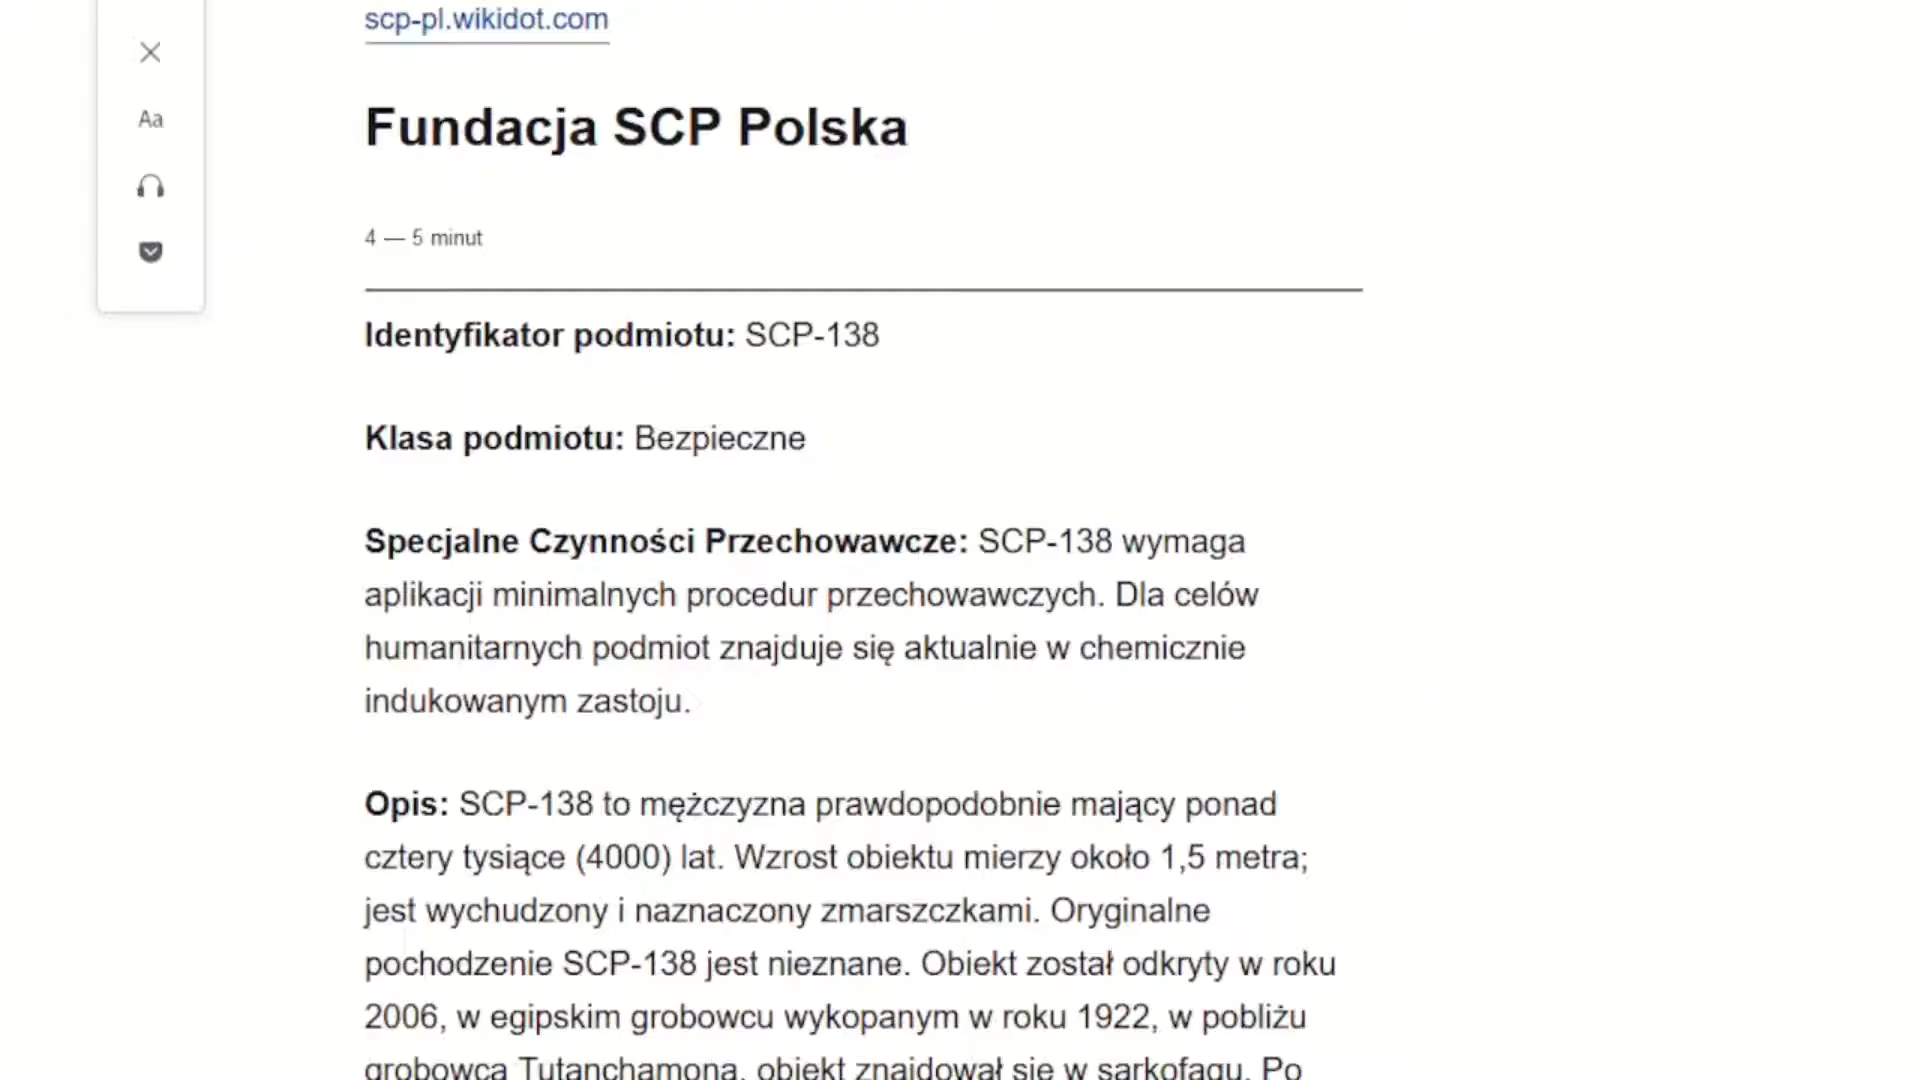 scp-pl.wikidot.com
Aa
Fundacja SCP Polska
4 — 5 minut
Identyfikator podmiotu: SCP-138
Klasa podmiotu: Bezpieczne
Specjalne Czynności Przechowawcze: SCP-138 wymaga
aplikacji minimalnych procedur przechowawczych. Dla celów
humanitarnych podmiot znajduje się aktualnie w chemicznie
indukowanym zastoju.
Opis: SCP-138 to mężczyzna prawdopodobnie mający ponad
cztery tysiące (4000) lat. Wzrost obiektu mierzy około 1,5 metra;
jest wychudzony i naznaczony zmarszczkami. Oryginalne
pochodzenie SCP-138 jest nieznane. Obiekt został odkryty w roku
2006, w egipskim grobowcu wykopanym w roku 1922, w pobliżu
grobowca Tutanchamona, obiekt znajdował się w sarkofagu. Po